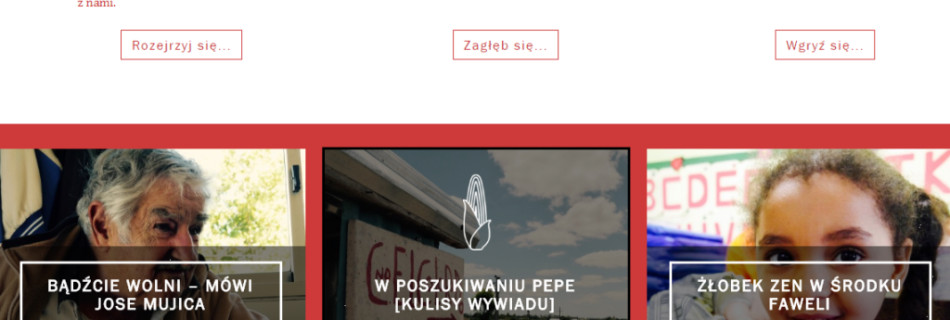 z nami.
Rozejrzyj się...
Zagłęb się...
Wgryź się...
BĄDŹCIE WOLNI – MÓWI
JOSE MUJICA
W POSZUKIWANIU PEPE
[KULISY WYWIADU]
ŻŁOBEK ZEN W ŚRODKU
FAWELI